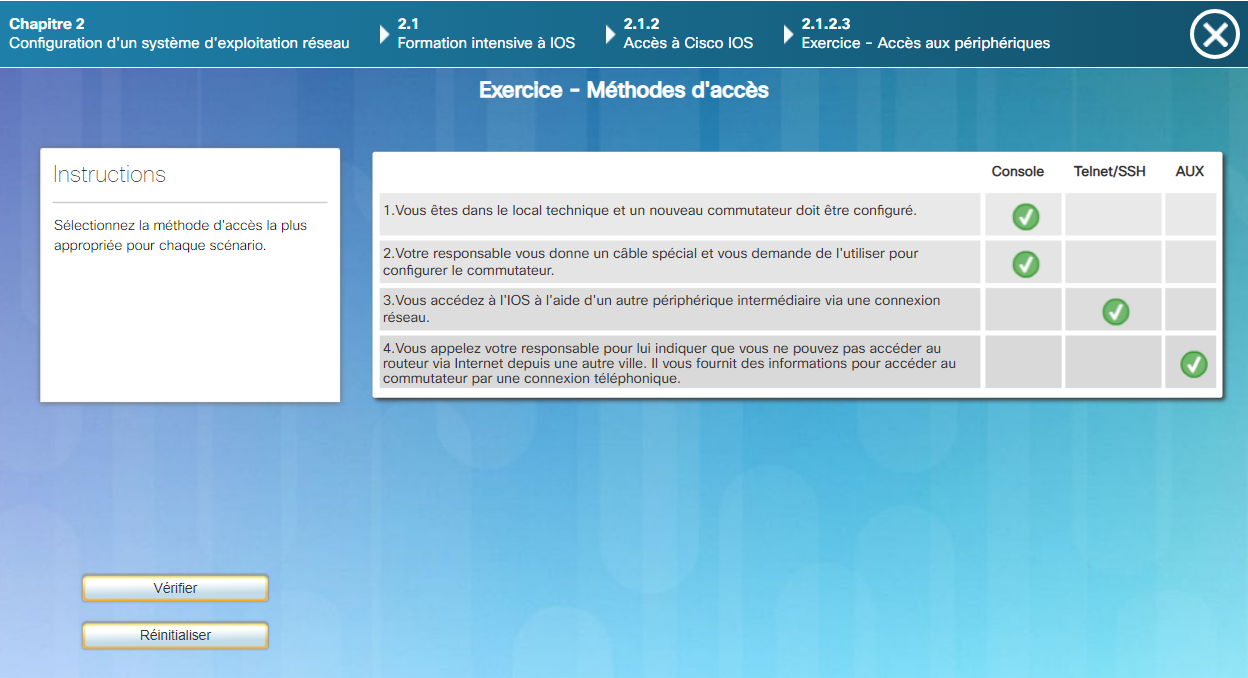 Chapitre 2
Configuration d'un système d'exploitation réseau
2.1
Formation intensive à IOS
2.1.2
Accès à Cisco IOS
2.1.2.3
Exercice - Accès aux périphériques
Exercice - Méthodes d'accès
Instructions
Sélectionnez la méthode d'accès la plus
appropriée pour chaque scénario.
Console Telnet/SSH AUX
1.Vous êtes dans le local technique et un nouveau commutateur doit être configuré.
2.Votre responsable vous donne un câble spécial et vous demande de l'utiliser pour
configurer le commutateur.
3.Vous accédez à l'IOS à l'aide d'un autre périphérique intermédiaire via une connexion
réseau.
4.Vous appelez votre responsable pour lui indiquer que vous ne pouvez pas accéder au
routeur via Internet depuis une autre ville. Il vous fournit des informations pour accéder au
commutateur par une connexion téléphonique.
Vérifier
Réinitialiser